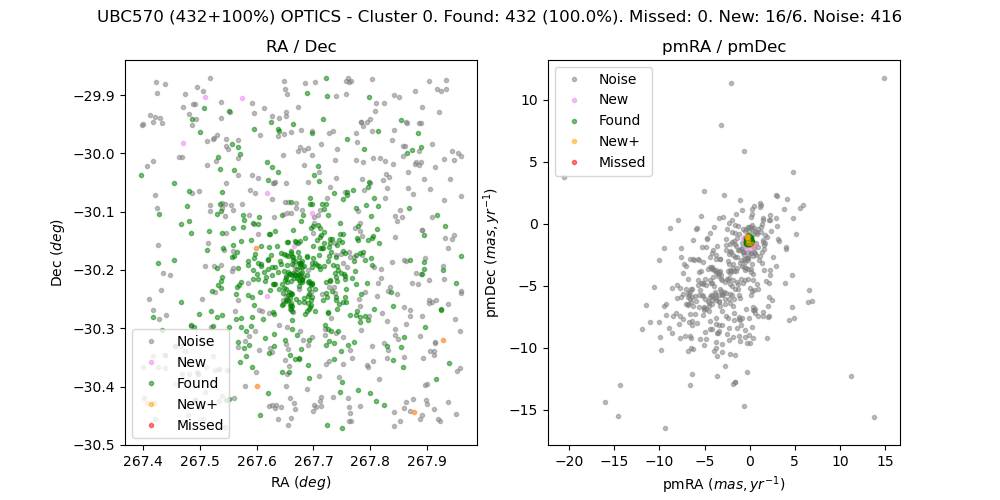 UBC570 (432+100%) OPTICS - Cluster 0. Found: 432 (100.0%). Missed: 0. New: 16/6. Noise: 416
RA / Dec
−29.9
−30.0
−30.1
−30.2
−30.3
−30.4
−30.5
Dec (deg)
Noise
New
Found
New+
Missed
267.4 267.5 267.6 267.7 267.8 267.9
RA (deg)
pmRA / pmDec
10
5
0
−5
−10
−15
pmDec (mas, yr⁻¹)
Noise
New
Found
New+
Missed
−20 −15 −10 −5 0 5 10 15
pmRA (mas, yr⁻¹)